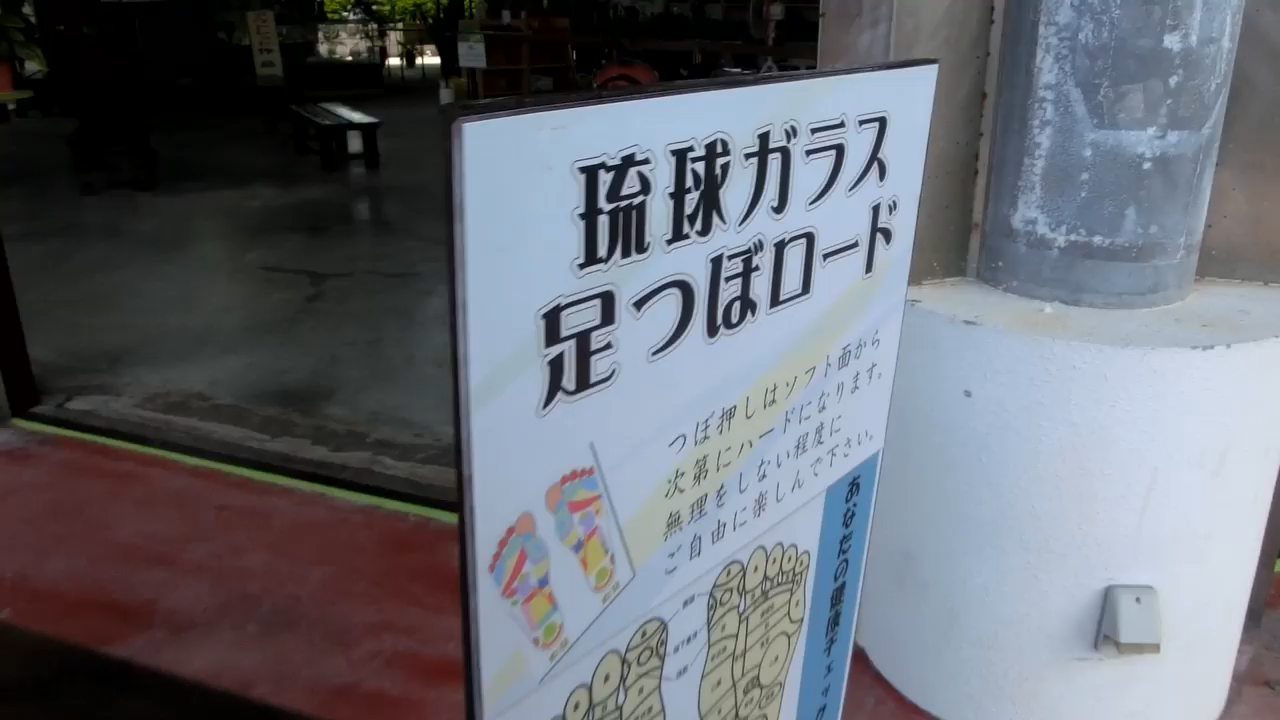 琉球ガラス
足つぼロード
つぼ押しはソフト面から
次第にハードになります。
無理をしない程度に
ご自由に楽しんで下さい。
あなたの健康チェック